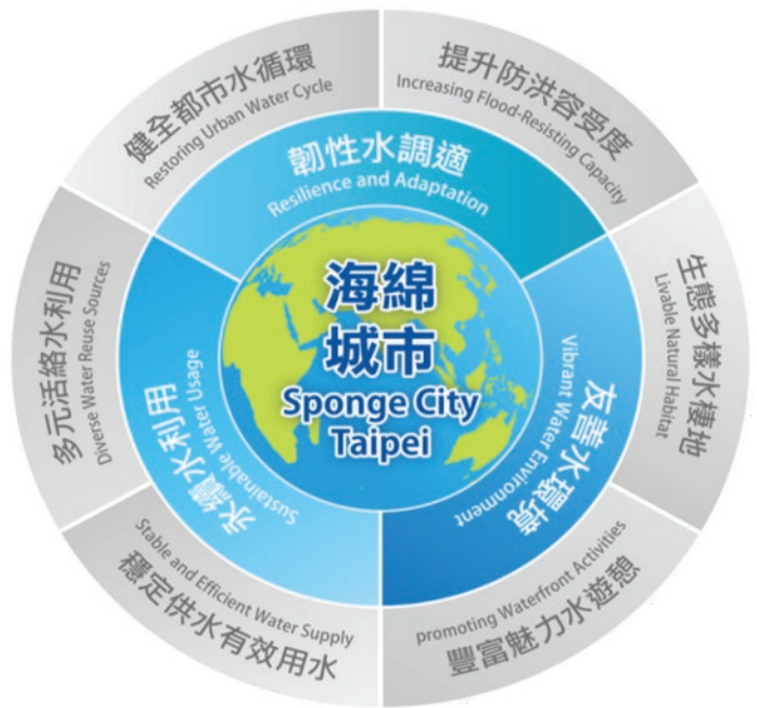 海綿
城市
Sponge City
Taipei
韌性水調適
Resilience and Adaptation
友善水環境
Vibrant Water Environment
永續水利用
Sustainable Water Usage
健全都市水循環
Restoring Urban Water Cycle
提升防洪容受度
Increasing Flood-Resisting Capacity
生態多樣水棲地
Livable Natural Habitat
promoting Waterfront Activities
豐富魅力水遊憩
Stable and Efficient Water Supply
穩定供水有效用水
多元活絡水利用
Diverse Water Reuse Sources